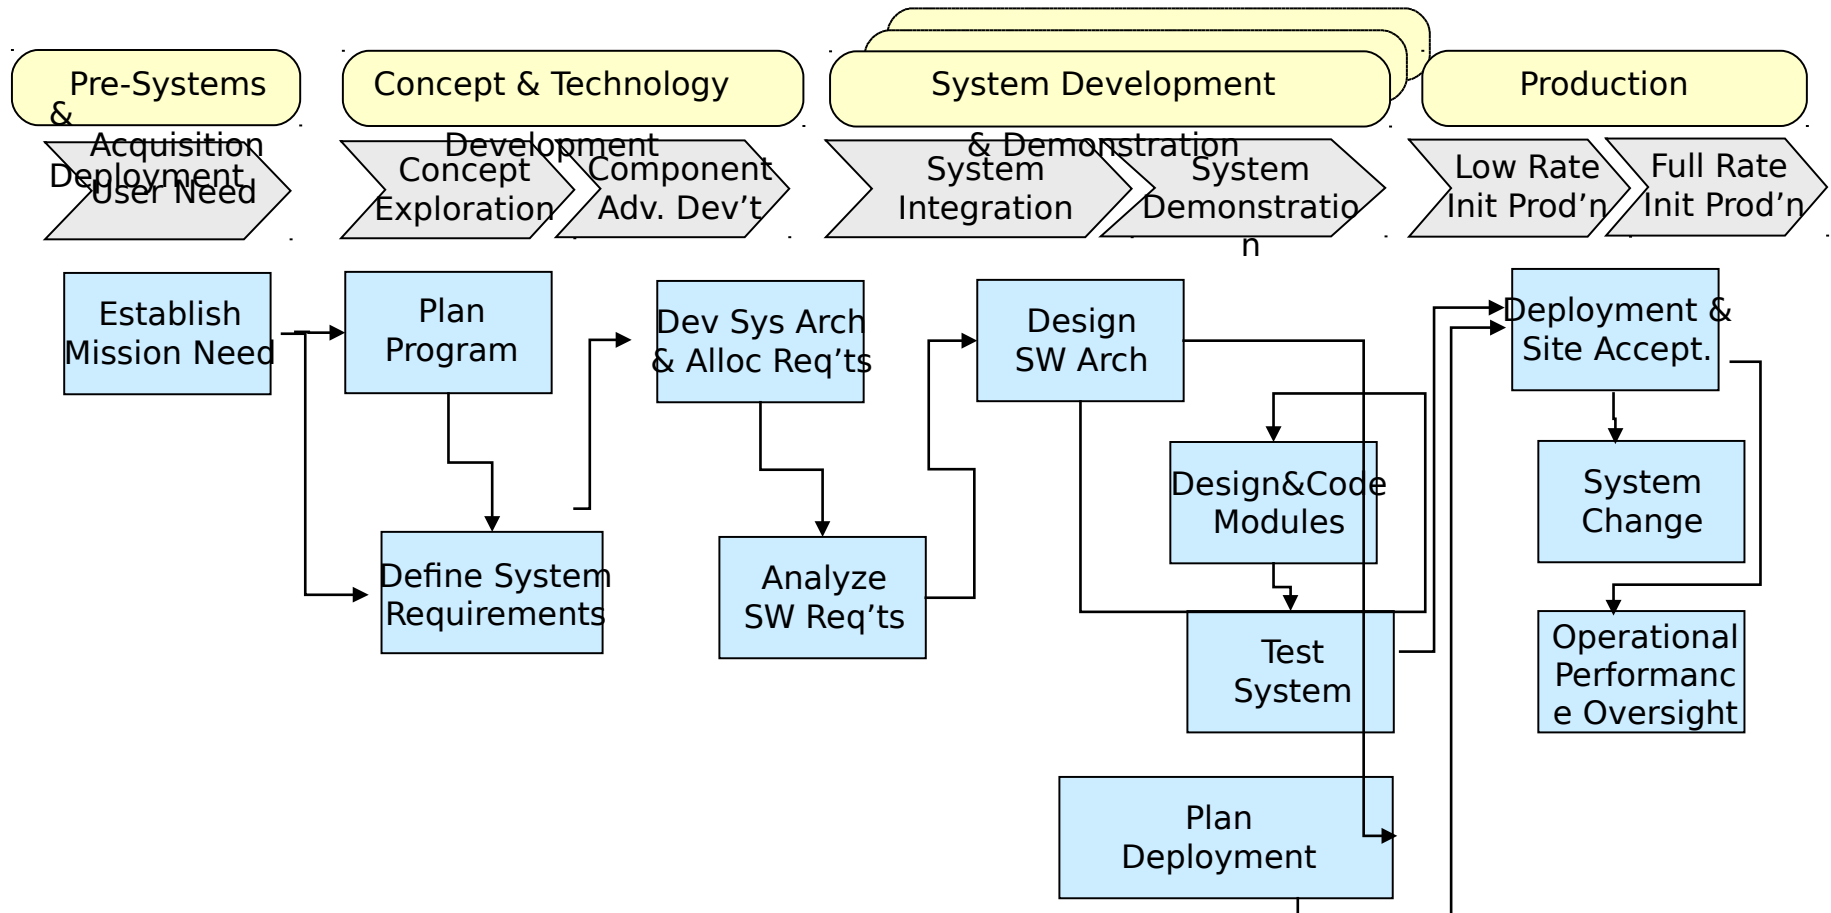 Pre-Systems
&
Acquisition
Deployment
Concept & Technology
Development
System Development
& Demonstration
Production
User Need
Concept
Exploration
Component
Adv. Dev’t
System
Integration
System
Demonstratio
n
Low Rate
Init Prod’n
Full Rate
Init Prod’n
Establish
Mission Need
Plan
Program
Define System
Requirements
Dev Sys Arch
& Alloc Req’ts
Analyze
SW Req’ts
Design
SW Arch
Design&Code
Modules
Test
System
Plan
Deployment
Deployment &
Site Accept.
System
Change
Operational
Performanc
e Oversight